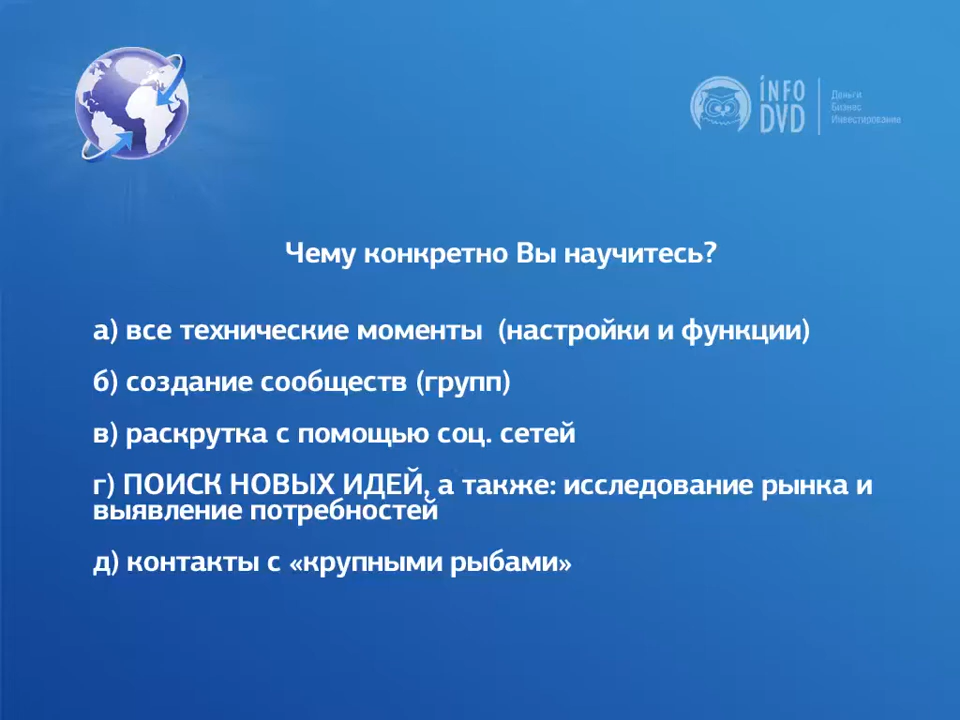 iNFO
DVD
Деньги
Бизнес
Инвестирование
Чему конкретно Вы научитесь?
а) все технические моменты (настройки и функции)
б) создание сообществ (групп)
в) раскрутка с помощью соц. сетей
г) ПОИСК НОВЫХ ИДЕЙ, а также: исследование рынка и
выявление потребностей
д) контакты с «крупными рыбами»